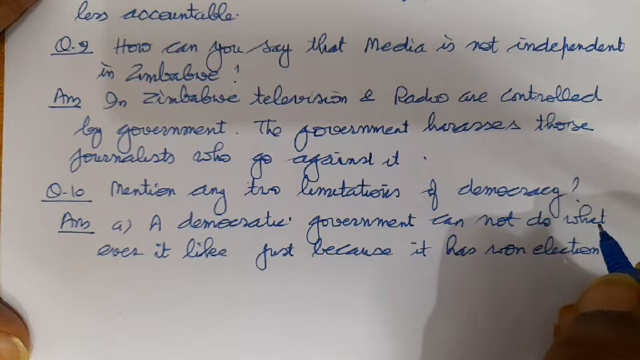 less accountable.
Q.9 How can you say that Media is not independent
in Zimbabwe?
Ans In Zimbabwe television & Radio are controlled
by government. The government harasses those
journalists who go against it.
Q.10 Mention any two limitations of democracy?
Ans a) A democratic government can not do what
ever it like just because it has won election